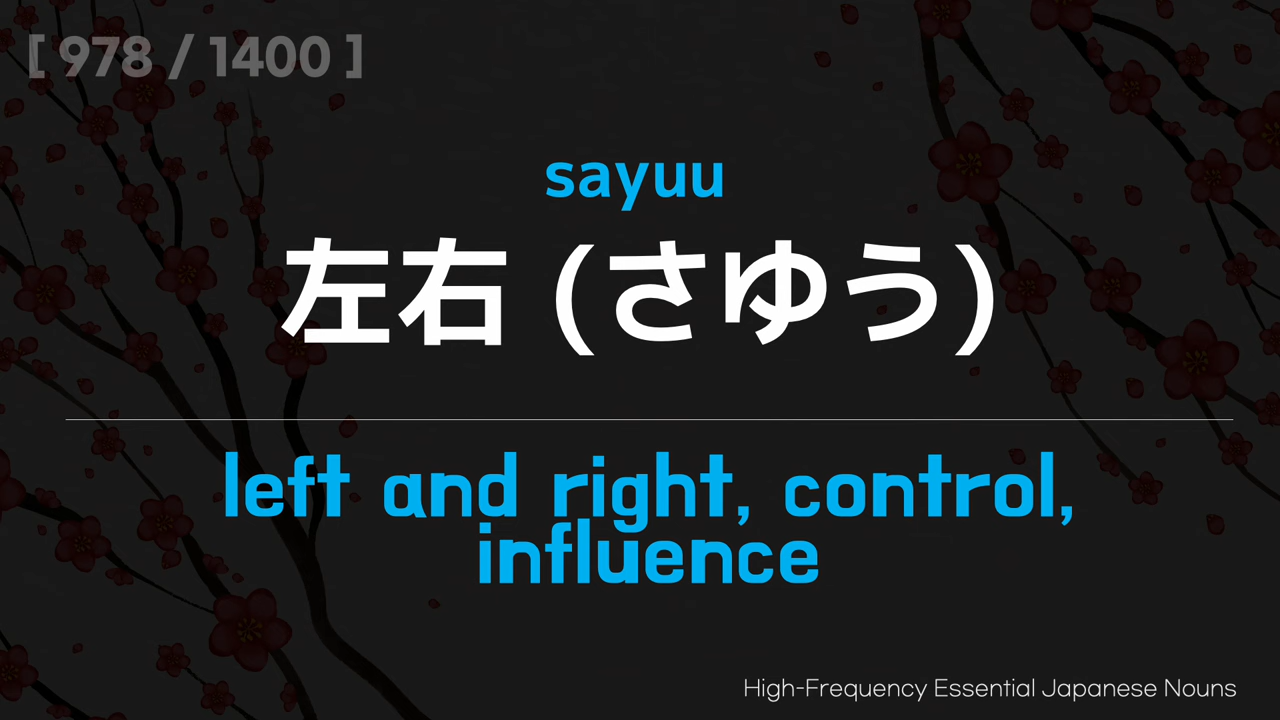 [ 978 / 1400 ]
sayuu
左右 (さゆう)
left and right, control,
influence
High-Frequency Essential Japanese Nouns